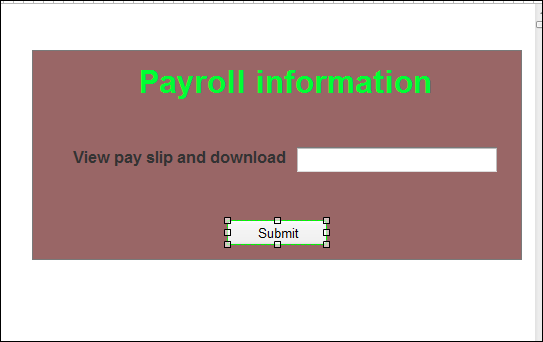 Payroll information
View pay slip and download
Submit